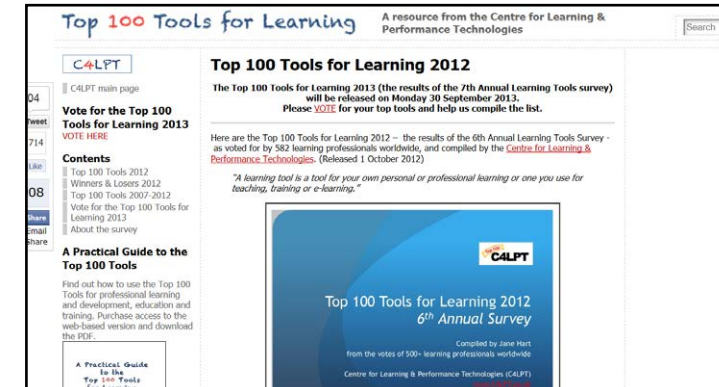 Top 100 Tools for Learning
A resource from the Centre for Learning &
Performance Technologies
Search
C4LPT
C4LPT main page
Vote for the Top 100
Tools for Learning 2013
VOTE HERE
Contents
Top 100 Tools 2012
Winners & Losers 2012
Top 100 Tools 2007-2012
Vote for the Top 100 Tools for
Learning 2013
About the survey
A Practical Guide to the
Top 100 Tools
Find out how to use the Top 100
Tools for professional learning
and development, education and
training. Purchase access to the
web-based version and download
the PDF.
A Practical Guide
to the
Top 100 Tools
04
Tweet
714
Like
08
Share
Email
Share
Top 100 Tools for Learning 2012
The Top 100 Tools for Learning 2013 (the results of the 7th Annual Learning Tools survey)
will be released on Monday 30 September 2013.
Please VOTE for your top tools and help us compile the list.
Here are the Top 100 Tools for Learning 2012 – the results of the 6th Annual Learning Tools Survey -
as voted for by 582 learning professionals worldwide, and compiled by the Centre for Learning &
Performance Technologies. (Released 1 October 2012)
"A learning tool is a tool for your own personal or professional learning or one you use for
teaching, training or e-learning."
C4LPT
Top 100 Tools for Learning 2012
6th Annual Survey
Compiled by Jane Hart
from the votes of 500+ learning professionals worldwide
Centre for Learning & Performance Technologies (C4LPT)